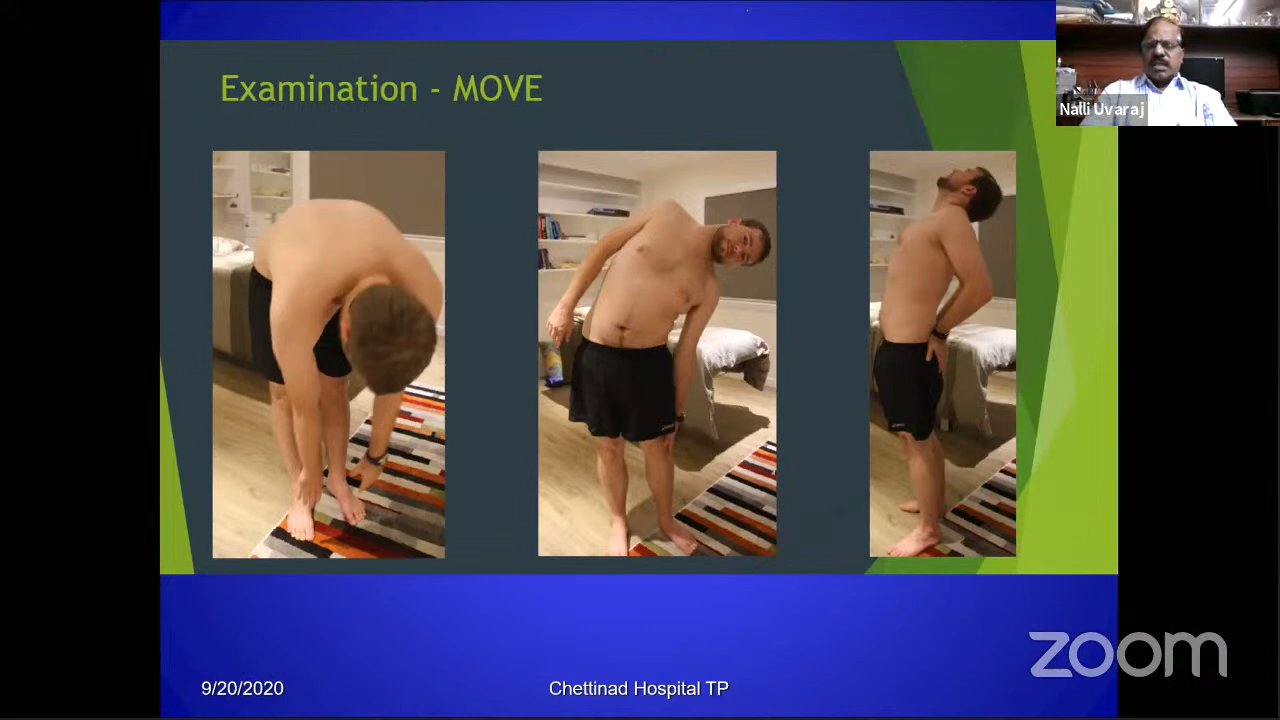 Examination - MOVE
Nalli Uvaraj
zoom
9/20/2020
Chettinad Hospital TP